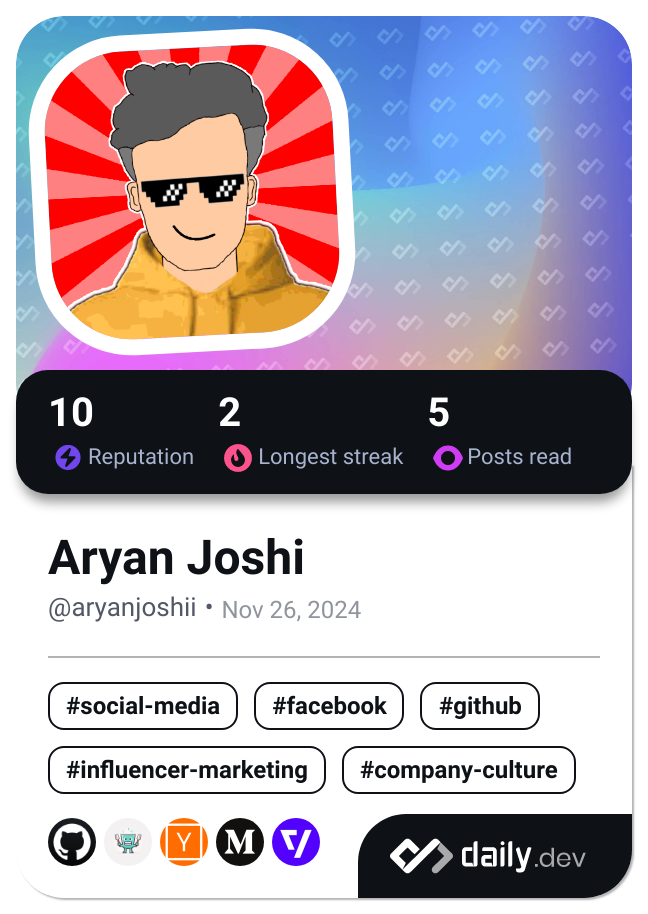 10 2 5
Reputation Longest streak Posts read
Aryan Joshi
@aryanjoshii • Nov 26, 2024
#social-media #facebook #github
#influencer-marketing #company-culture
Y M
daily.dev